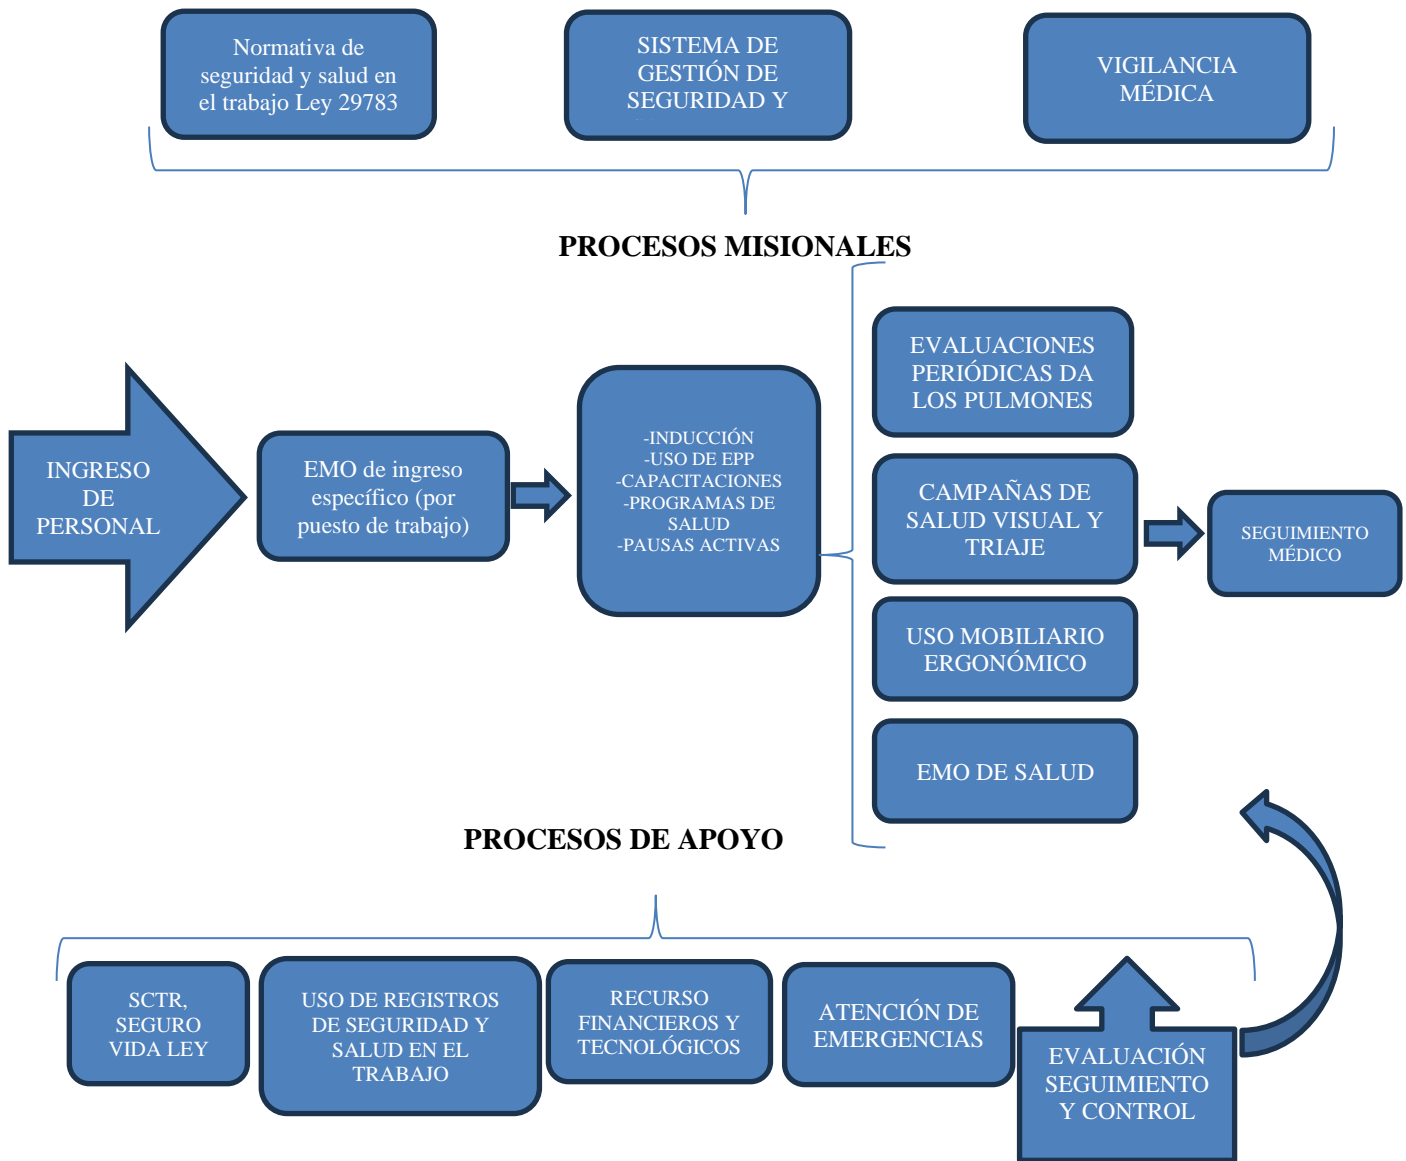 Normativa de
seguridad y salud en
el trabajo Ley 29783
SISTEMA DE
GESTIÓN DE
SEGURIDAD Y
VIGILANCIA
MÉDICA
PROCESOS MISIONALES
INGRESO
DE
PERSONAL
EMO de ingreso
específico (por
puesto de trabajo)
-INDUCCIÓN
-USO DE EPP
-CAPACITACIONES
-PROGRAMAS DE
SALUD
-PAUSAS ACTIVAS
EVALUACIONES
PERIÓDICAS DA
LOS PULMONES
CAMPAÑAS DE
SALUD VISUAL Y
TRIAJE
USO MOBILIARIO
ERGONÓMICO
EMO DE SALUD
SEGUIMIENTO
MÉDICO
PROCESOS DE APOYO
SCTR,
SEGURO
VIDA LEY
USO DE REGISTROS
DE SEGURIDAD Y
SALUD EN EL
TRABAJO
RECURSO
FINANCIEROS Y
TECNOLÓGICOS
ATENCIÓN DE
EMERGENCIAS
EVALUACIÓN
SEGUIMIENTO
Y CONTROL